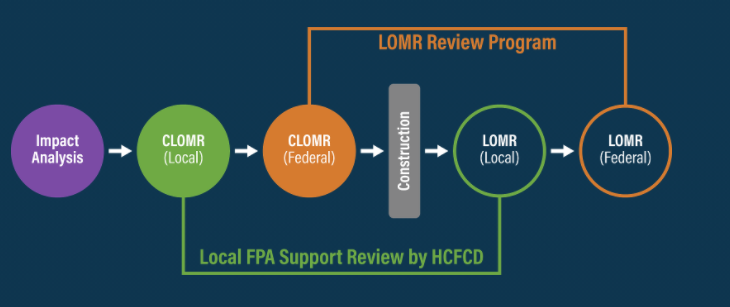 LOMR Review Program
Impact
Analysis
CLOMR
(Local)
CLOMR
(Federal)
Construction
LOMR
(Local)
LOMR
(Federal)
Local FPA Support Review by HCFCD